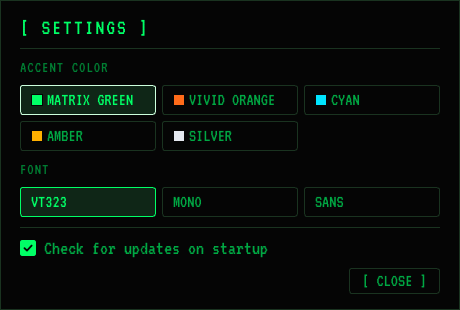 [ SETTINGS ]
ACCENT COLOR
MATRIX GREEN VIVID ORANGE CYAN
AMBER SILVER
FONT
VT323 MONO SANS
Check for updates on startup
[ CLOSE ]